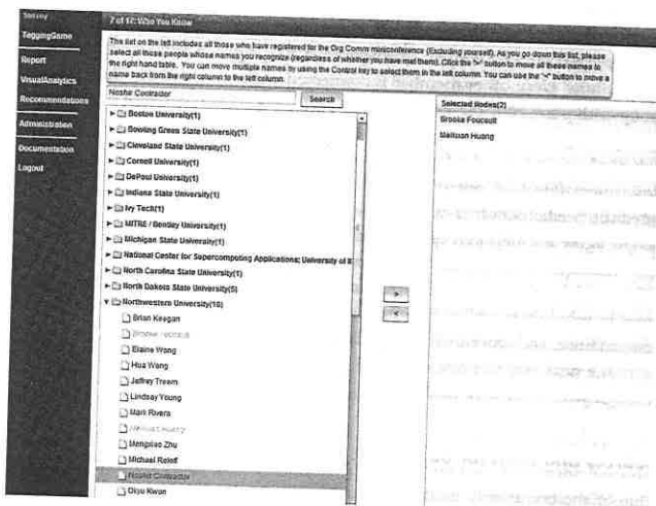 Survey
TaggingGame
Report
VisualAnalytics
Recommendations
Administration
Documentation
Logout
7 of 17: Who You Know
The list on the left includes all those who have registered for the Org Comm miniconference (Excluding yourself). As you go down this list, please
select all those people whose names you recognize (regardless of whether you have met them). Click the ">" button to move all these names to
the right hand table. You can move multiple names by using the Control key to select them in the left column. You can use the "<" button to move a
name back from the right column to the left column.
Noshir Contractor
Search
Boston University(1)
Bowling Green State University(1)
Cleveland State University(1)
Cornell University(1)
DePaul University(1)
Indiana State University(1)
Ivy Tech(1)
MITRE / Bentley University(1)
Michigan State University(1)
National Center for Supercomputing Applications; University of Il
North Carolina State University(1)
North Dakota State University(5)
Northwestern University(16)
Brian Keegan
Brooke Foucault
Elaine Wang
Hua Wang
Jeffrey Treem
Lindsay Young
Mark Rivera
Meikuan Huang
Mengxiao Zhu
Michael Roloff
Noshir Contractor
Okyu Kwon
>
<
Selected Nodes(2)
Brooke Foucault
Meikuan Huang